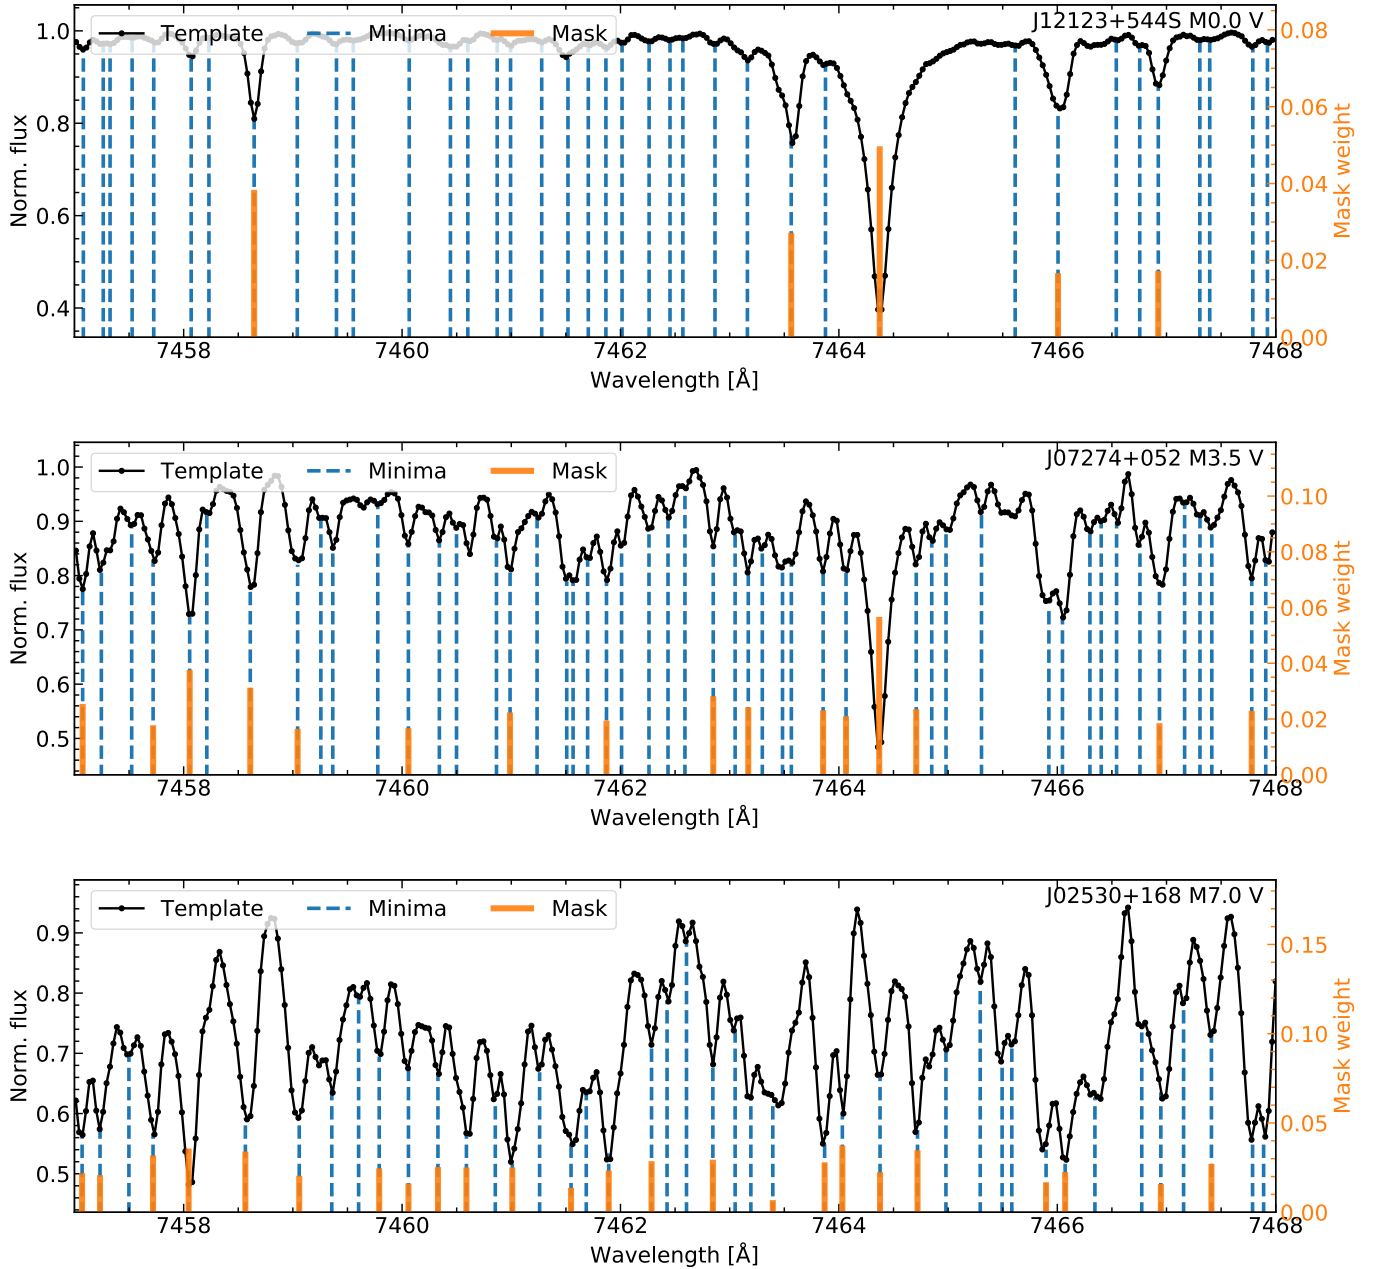 Template Minima Mask
J12123+544S M0.0 V
1.0
0.8
0.6
0.4
Norm. flux
0.08
0.06
0.04
0.02
0.00
Mask weight
7458 7460 7462 7464 7466 7468
Wavelength [Å]
Template Minima Mask
J07274+052 M3.5 V
1.0
0.9
0.8
0.7
0.6
0.5
Norm. flux
0.10
0.08
0.06
0.04
0.02
0.00
Mask weight
7458 7460 7462 7464 7466 7468
Wavelength [Å]
Template Minima Mask
J02530+168 M7.0 V
0.9
0.8
0.7
0.6
0.5
Norm. flux
0.15
0.10
0.05
0.00
Mask weight
7458 7460 7462 7464 7466 7468
Wavelength [Å]